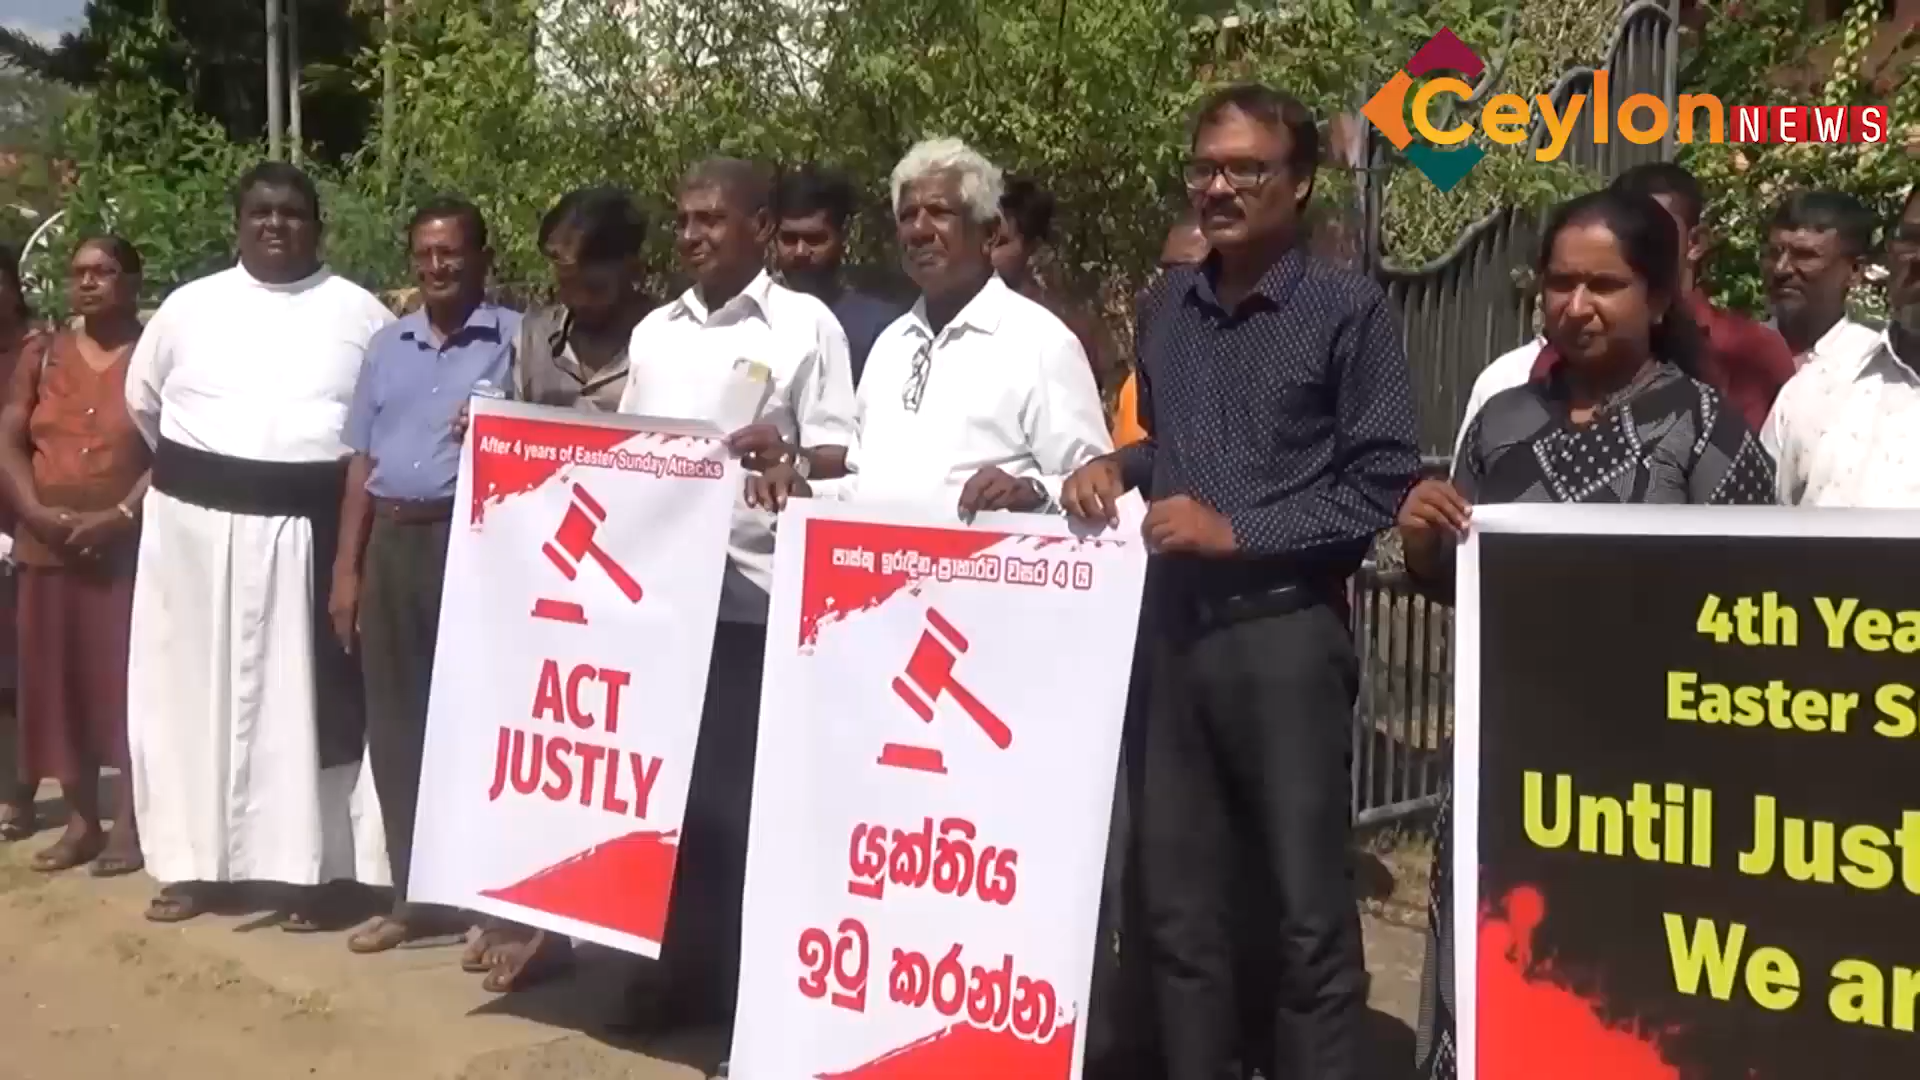 Ceylon NEWS
After 4 years of Easter Sunday Attacks
ACT
JUSTLY
පාස්කු ඉරුදින ප්‍රහාරට වසර 4 යි
යුක්තිය
ඉටු කරන්න
4th Yea
Easter S
Until Just
We ar